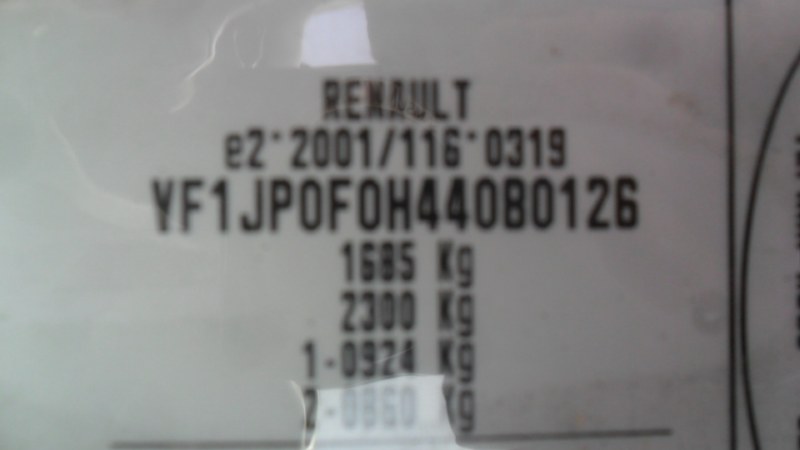 RENAULT
e2*2001/116*0319
VF1JP0F0H44080126
1685 Kg
2300 Kg
1-0924 Kg
2-0860 Kg